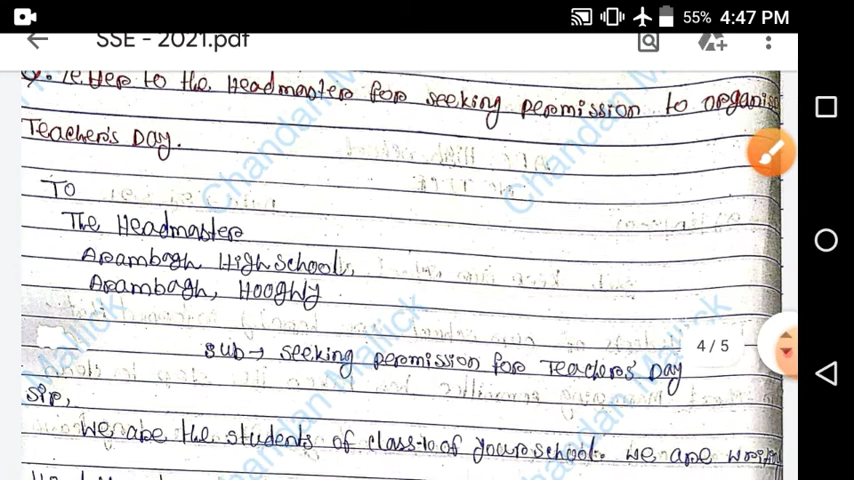 55% 4:47 PM
SSE - 2021.pdf
Q. letter to the Headmaster for seeking permission to organise
Teacher's Day.
To
The Headmaster
Arambagh High School,
Arambagh, Hooghly
4/5
Sub → Seeking permission for Teachers' Day
Sir,
We are the students of class-10 of your school. We are
Chandan Mallick